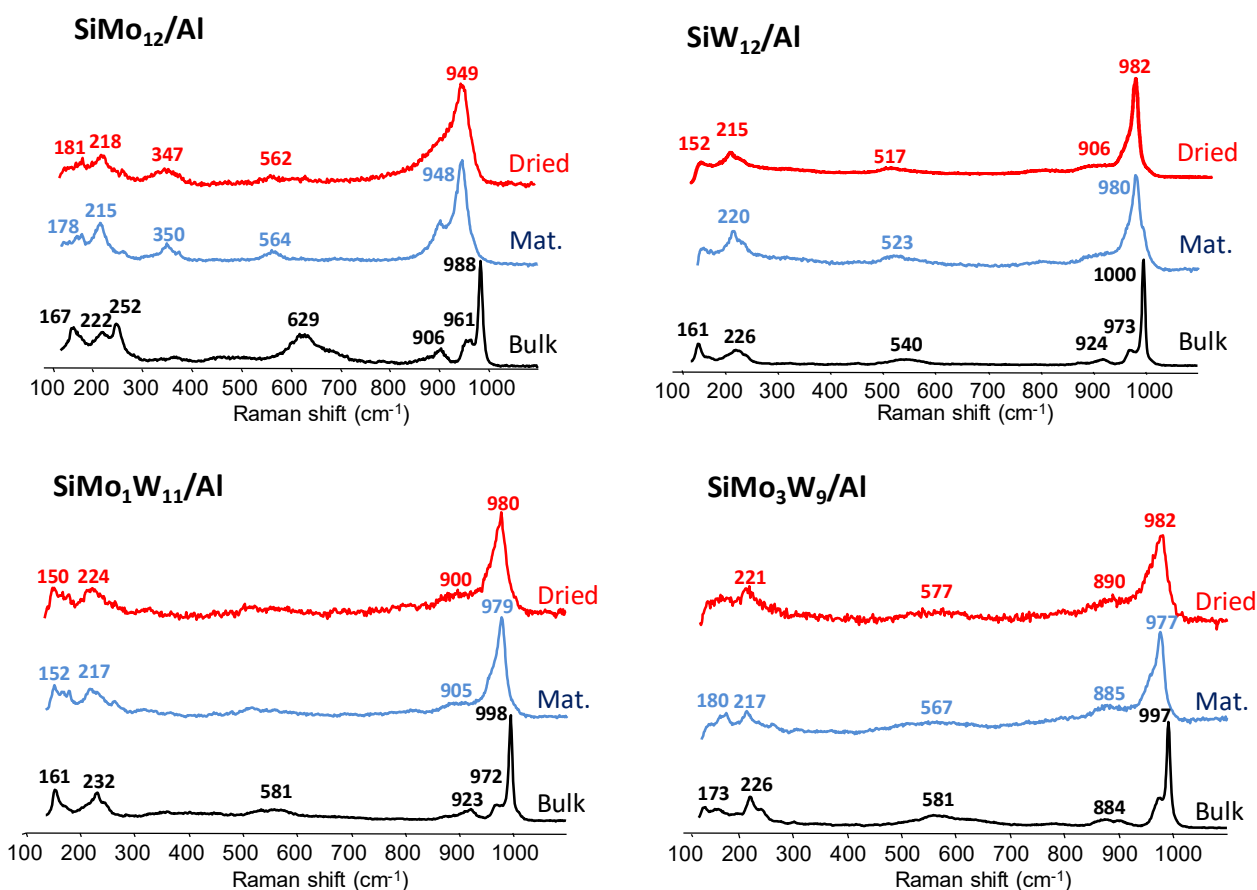 SiMo12/Al
949
181 218 347 562 Dried
948
178 215 350 564 Mat.
988
167 222 252 629 906 961 Bulk
100 200 300 400 500 600 700 800 900 1000
Raman shift (cm-1)
SiW12/Al
982
152 215 517 906 Dried
980
220 523 Mat.
1000
161 226 540 924 973 Bulk
100 200 300 400 500 600 700 800 900 1000
Raman shift (cm-1)
SiMo1W11/Al
980
150 224 900 Dried
979
152 217 905 Mat.
998
161 232 581 923 972 Bulk
100 200 300 400 500 600 700 800 900 1000
Raman shift (cm-1)
SiMo3W9/Al
982
221 577 890 Dried
977
180 217 567 885 Mat.
997
173 226 581 884 Bulk
100 200 300 400 500 600 700 800 900 1000
Raman shift (cm-1)